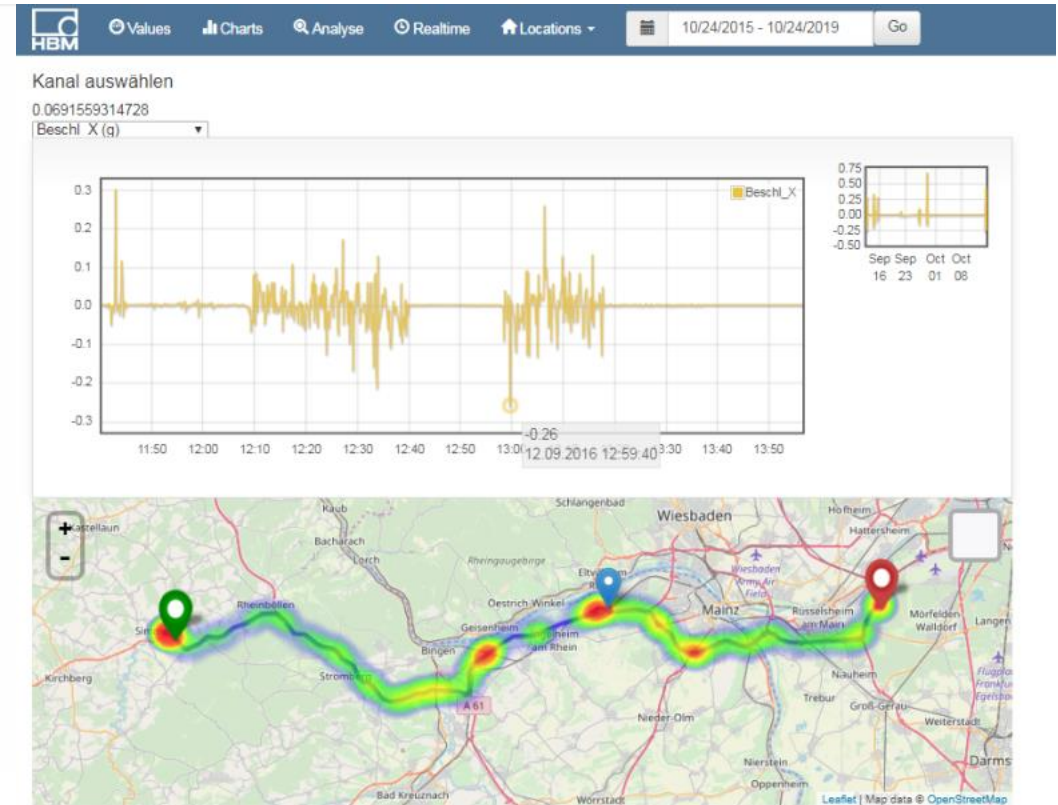 HBM Values Charts Analyse Realtime Locations 10/24/2015 - 10/24/2019 Go
Kanal auswählen
0.0691559314728
Beschl_X (g)
0.3
0.2
0.1
0.0
-0.1
-0.2
-0.3
Beschl_X
11:50 12:00 12:10 12:20 12:30 12:40 12:50 13:00 13:30 13:40 13:50
-0.26
12.09.2016 12:59:40
0.75
0.50
0.25
0.00
-0.25
-0.50
Sep Sep Oct Oct
16 23 01 08
+
-
Kaub
Schlangenbad
Wiesbaden
Hofheim
Hattersheim
Bacharach
Lorch
Rheingaugebirge
Wiesbaden
Army Air
Field
Rheinböllen
Oestrich-Winkel
Mainz
Rüsselsheim
am Main
Mörfelden
Walldorf
Langen
Geisenheim
am Rhein
Bingen
Kirchberg
Stromberg
A 61
Nauheim
Trebur
Groß-Gerau
Nieder-Olm
Weiterstadt
Nierstein
Oppenheim
Bad Kreuznach
Wörrstadt
Leaflet | Map data © OpenStreetMap